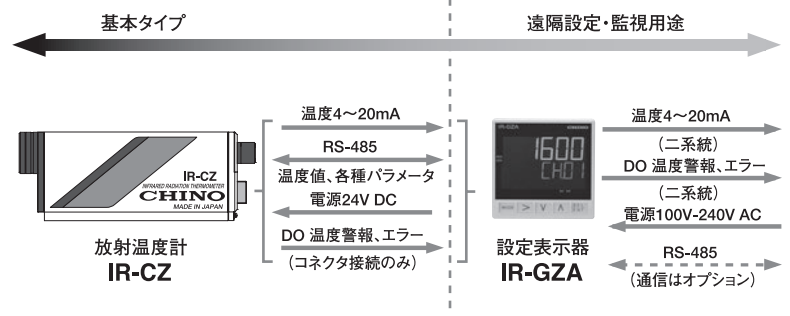 基本タイプ
遠隔設定・監視用途
IR-CZ
INFRARED RADIATION THERMOMETER
CHINO
MADE IN JAPAN
放射温度計
IR-CZ
温度4〜20mA
RS-485
温度値、各種パラメータ
電源24V DC
DO 温度警報、エラー
(コネクタ接続のみ)
IR-GZA
1600
CH01
設定表示器
IR-GZA
温度4〜20mA
(二系統)
DO 温度警報、エラー
(二系統)
電源100V-240V AC
RS-485
(通信はオプション)